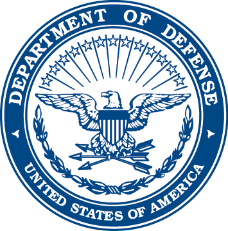 DEPARTMENT OF DEFENSE
UNITED STATES OF AMERICA